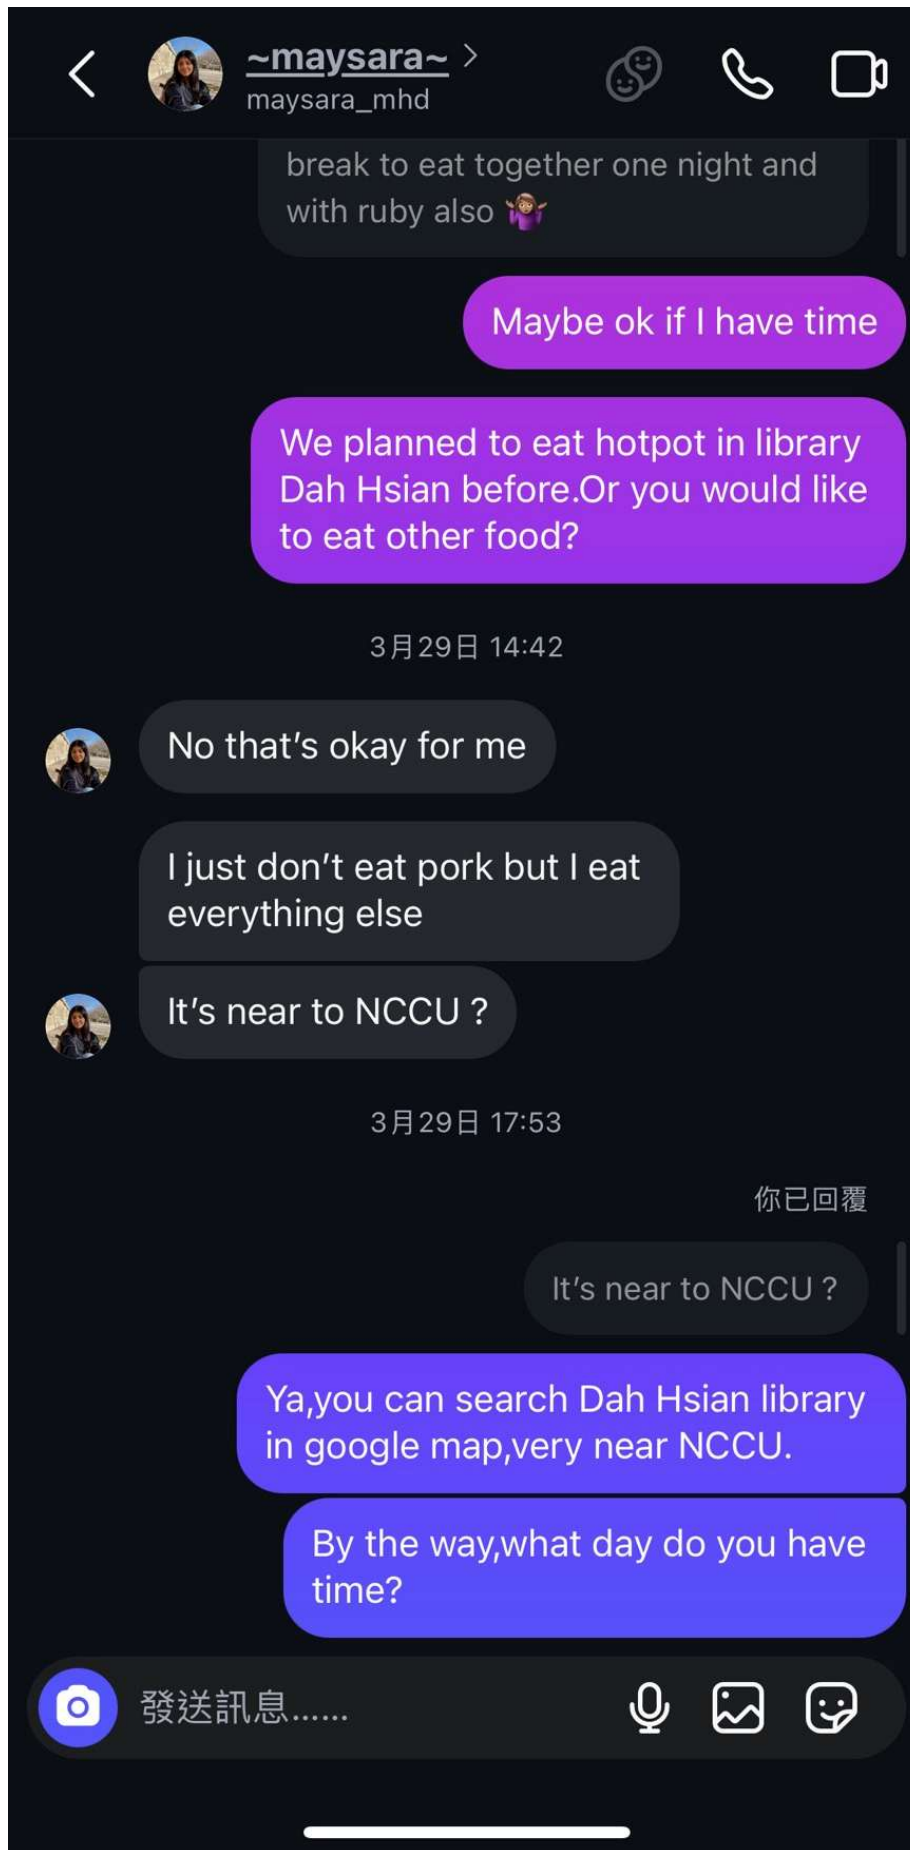 ~maysara~
maysara_mhd
break to eat together one night and
with ruby also 🤷🏽‍♀️
Maybe ok if I have time
We planned to eat hotpot in library
Dah Hsian before.Or you would like
to eat other food?
3月29日 14:42
No that’s okay for me
I just don’t eat pork but I eat
everything else
It’s near to NCCU ?
3月29日 17:53
你已回覆
It’s near to NCCU ?
Ya,you can search Dah Hsian library
in google map,very near NCCU.
By the way,what day do you have
time?
發送訊息......